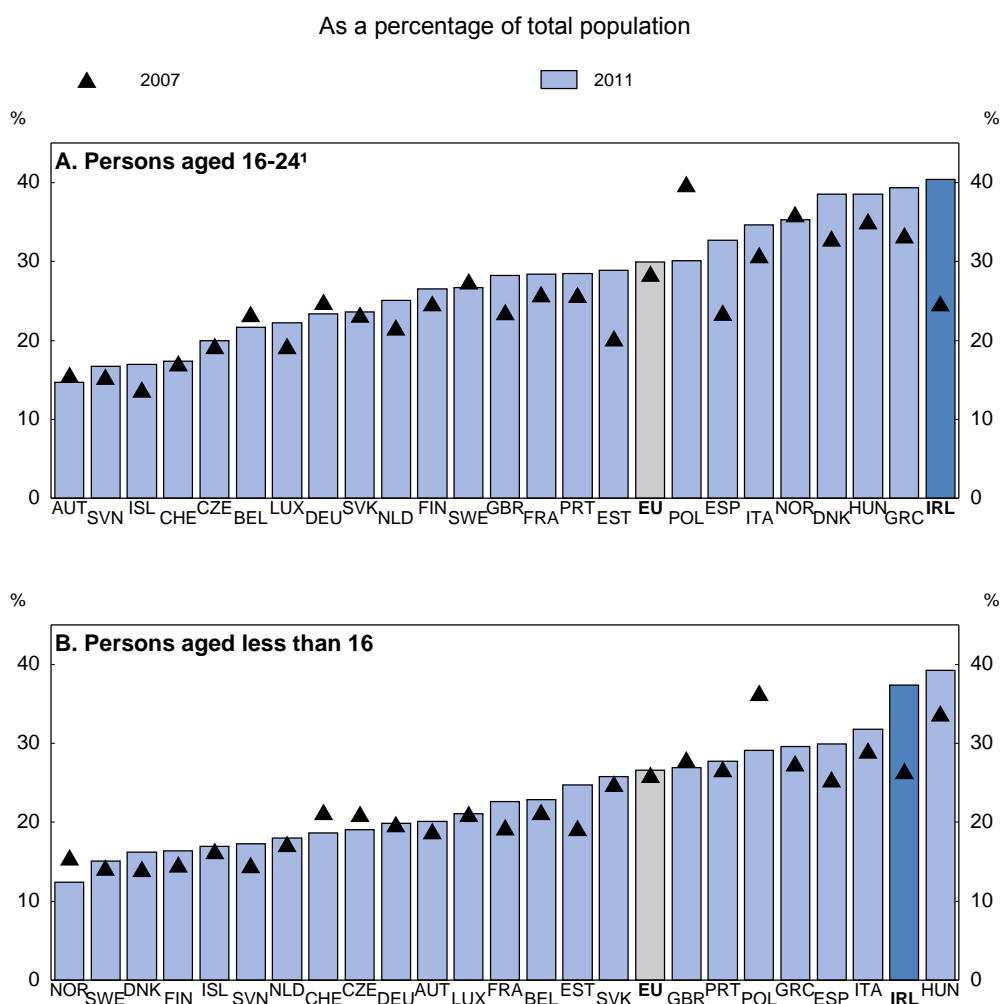 As a percentage of total population
2007 2011
% %
A. Persons aged 16-24¹
40 40
30 30
20 20
10 10
0 0
AUT SVN ISL CHE CZE BEL LUX DEU SVK NLD FIN SWE GBR FRA PRT EST EU POL ESP ITA NOR DNK HUN GRC IRL
% %
B. Persons aged less than 16
40 40
30 30
20 20
10 10
0 0
NOR SWE DNK FIN ISL SVN NLD CHE CZE DEU AUT LUX FRA BEL EST SVK EU GBR PRT POL GRC ESP ITA IRL HUN